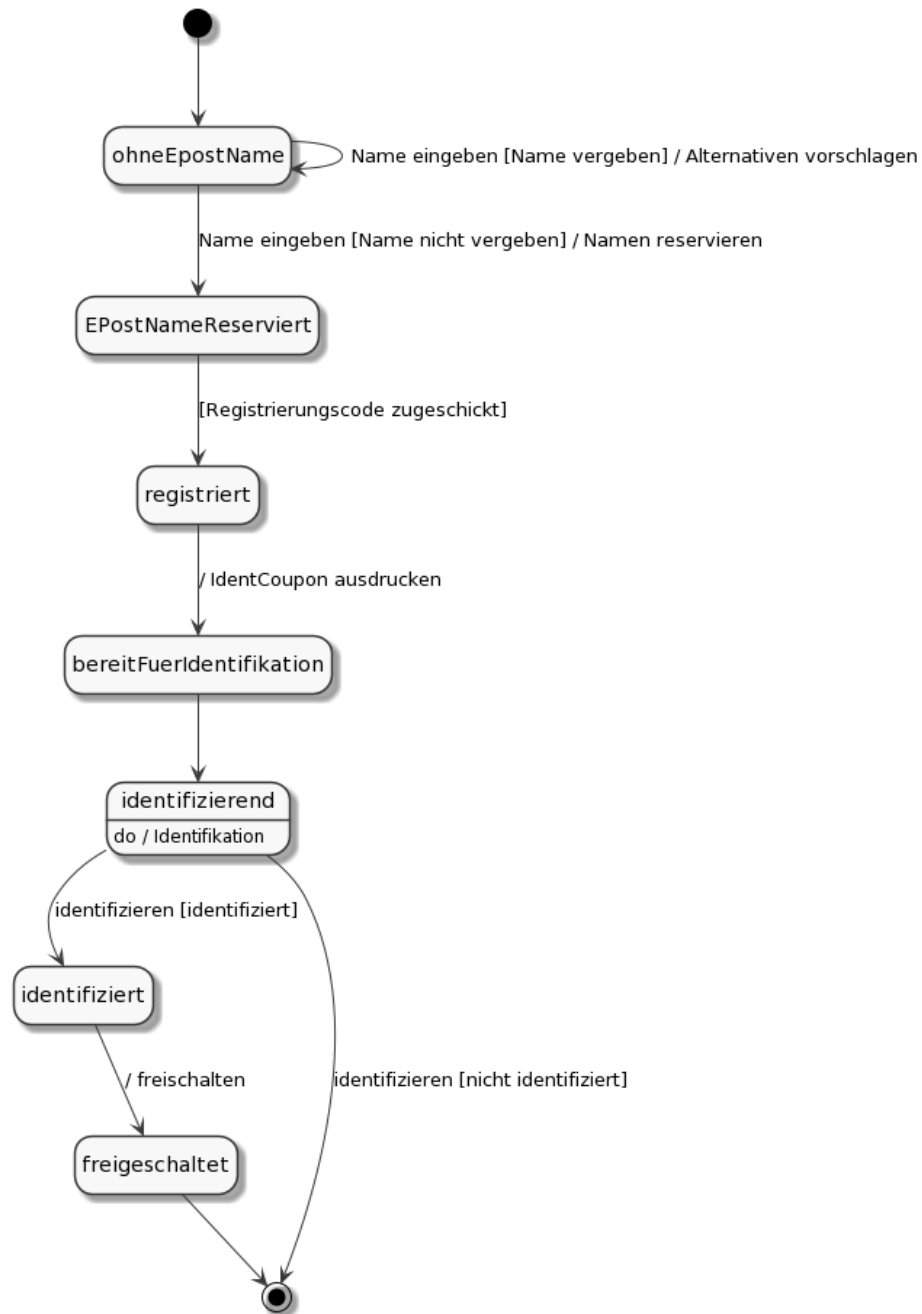 ohneEpostName
Name eingeben [Name vergeben] / Alternativen vorschlagen
Name eingeben [Name nicht vergeben] / Namen reservieren
EPostNameReserviert
[Registrierungscode zugeschickt]
registriert
/ IdentCoupon ausdrucken
bereitFuerIdentifikation
identifizierend
do / Identifikation
identifizieren [identifiziert]
identifiziert
/ freischalten
identifizieren [nicht identifiziert]
freigeschaltet